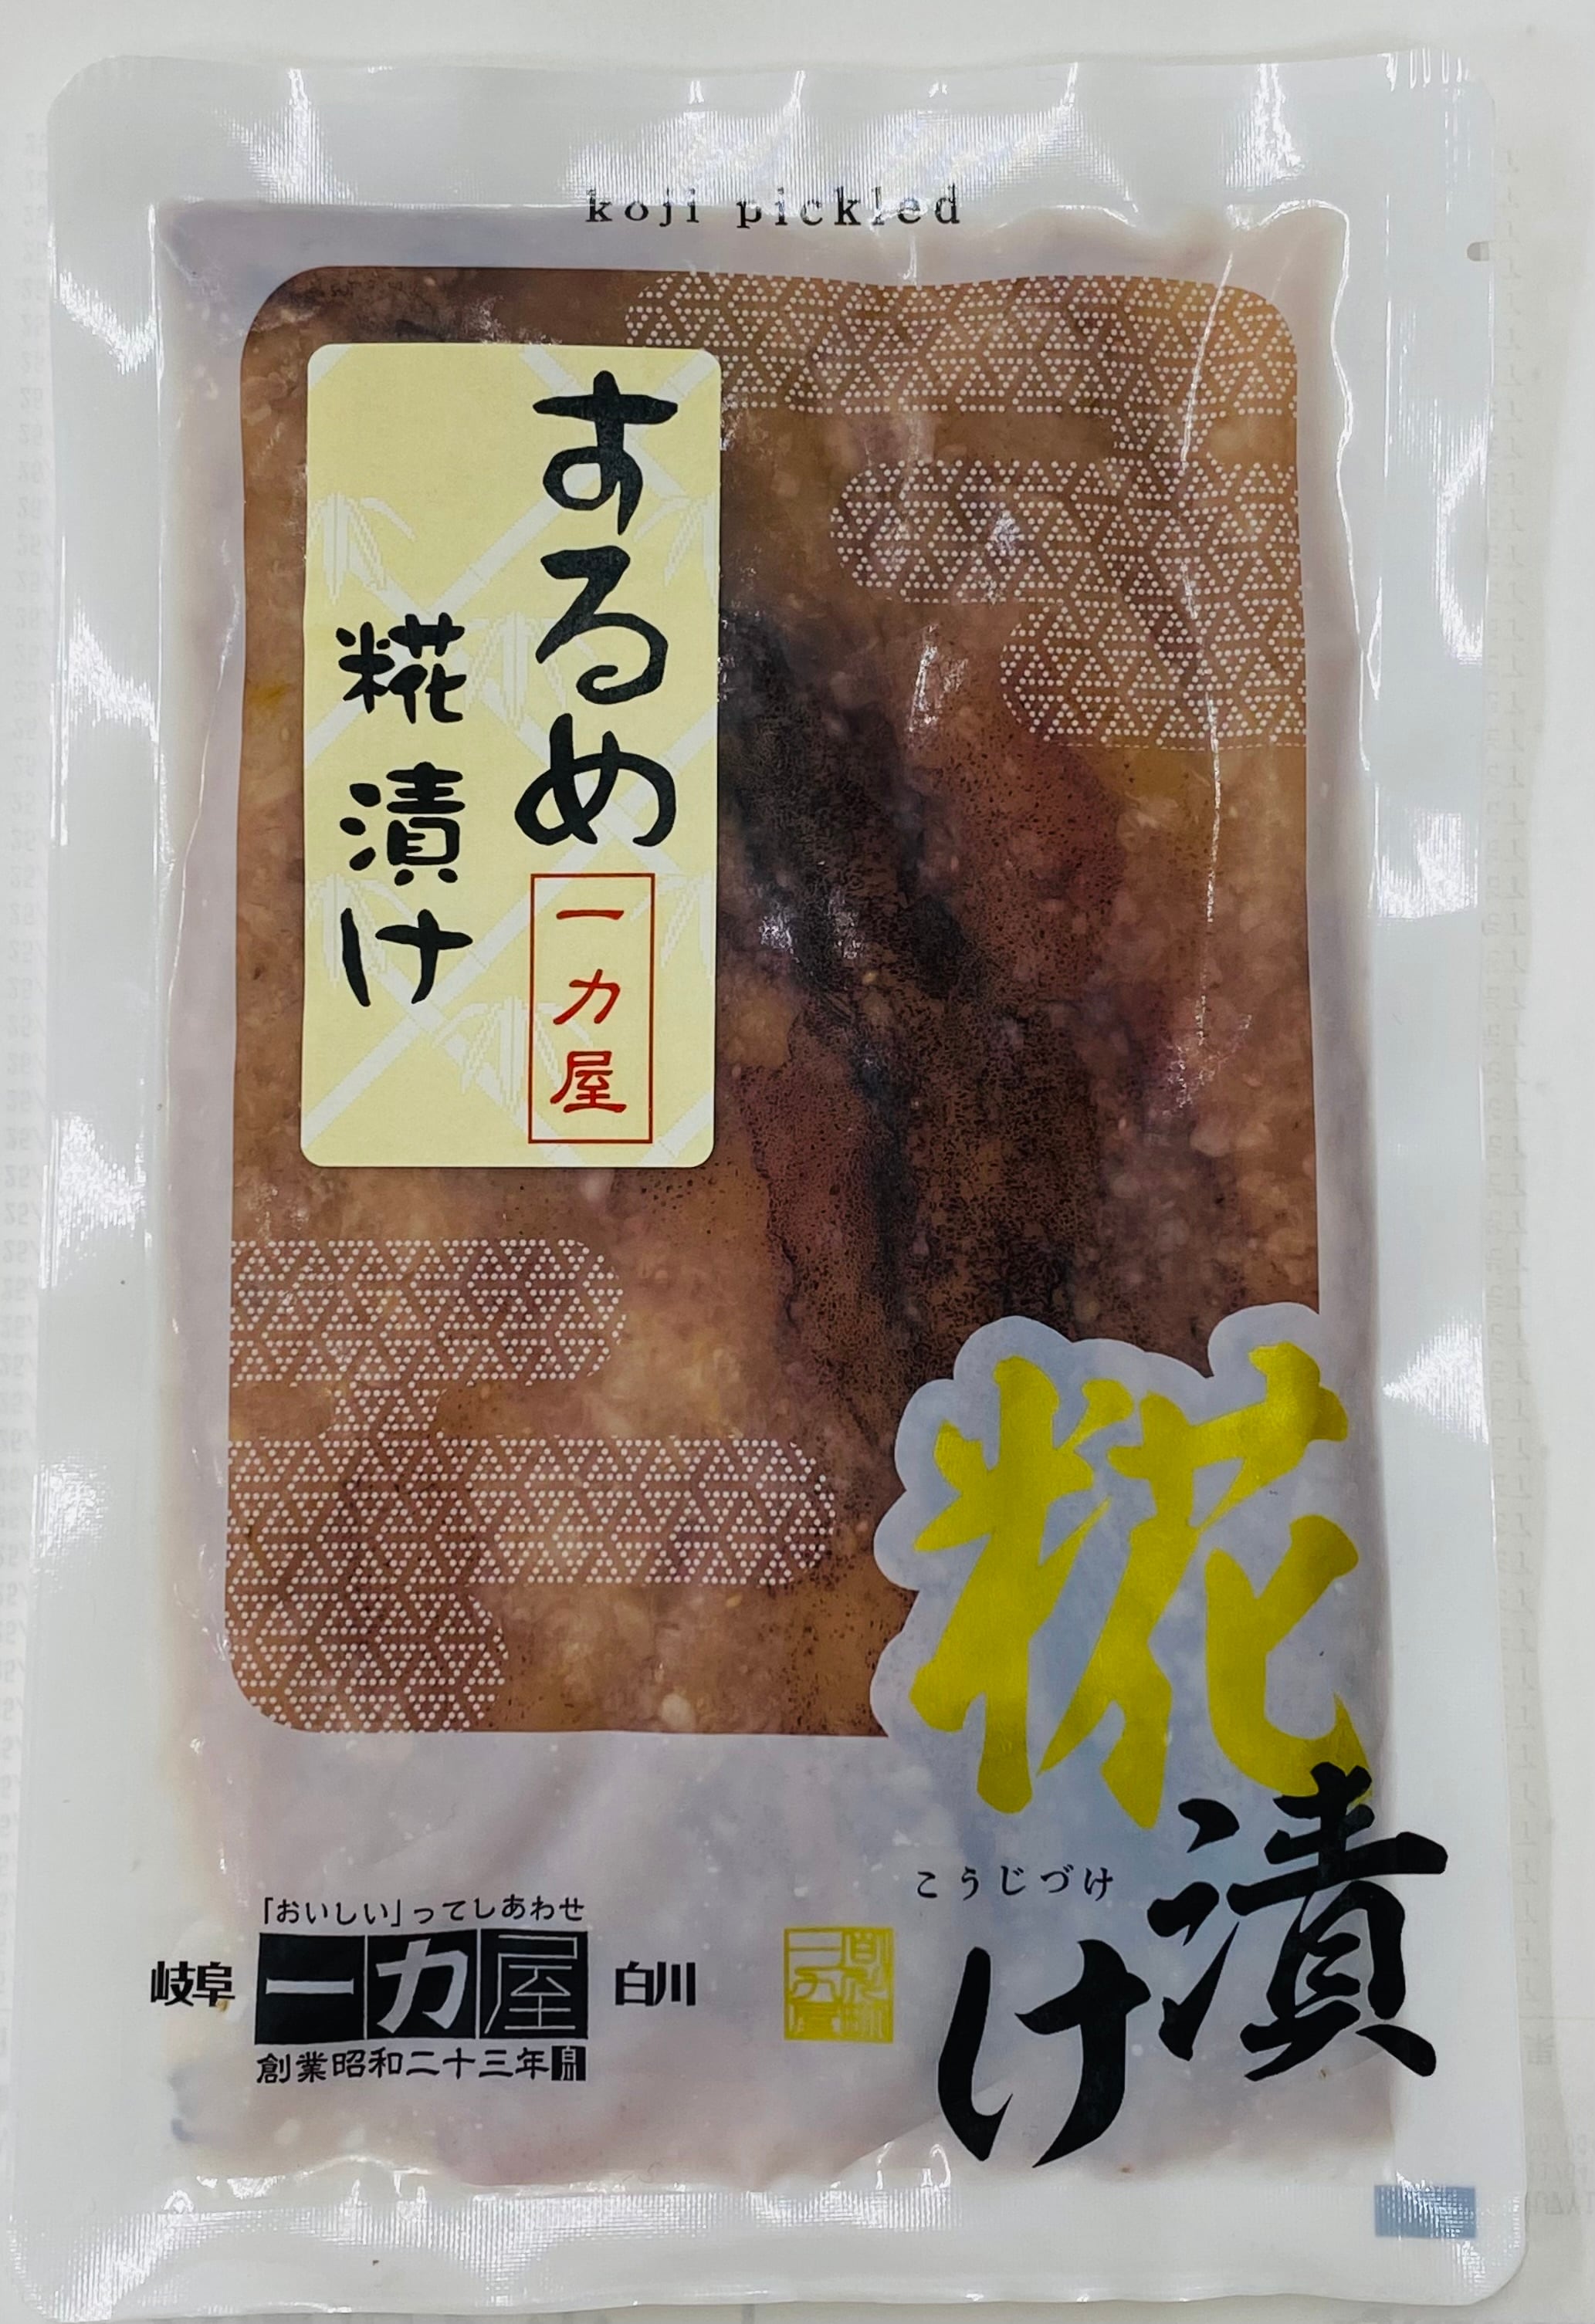 koji pickled
するめ
一力屋
糀漬け
糀漬け
こうじづけ
「おいしい」ってしあわせ
岐阜 一力屋 白川
創業昭和二十三年